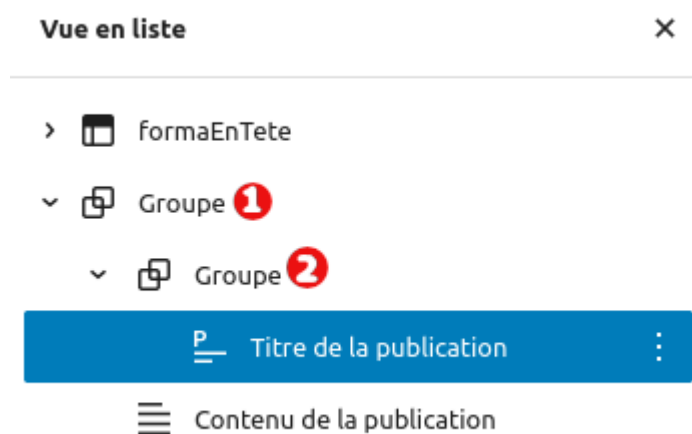 Vue en liste
formaEnTete
Groupe 1
Groupe 2
P Titre de la publication
Contenu de la publication